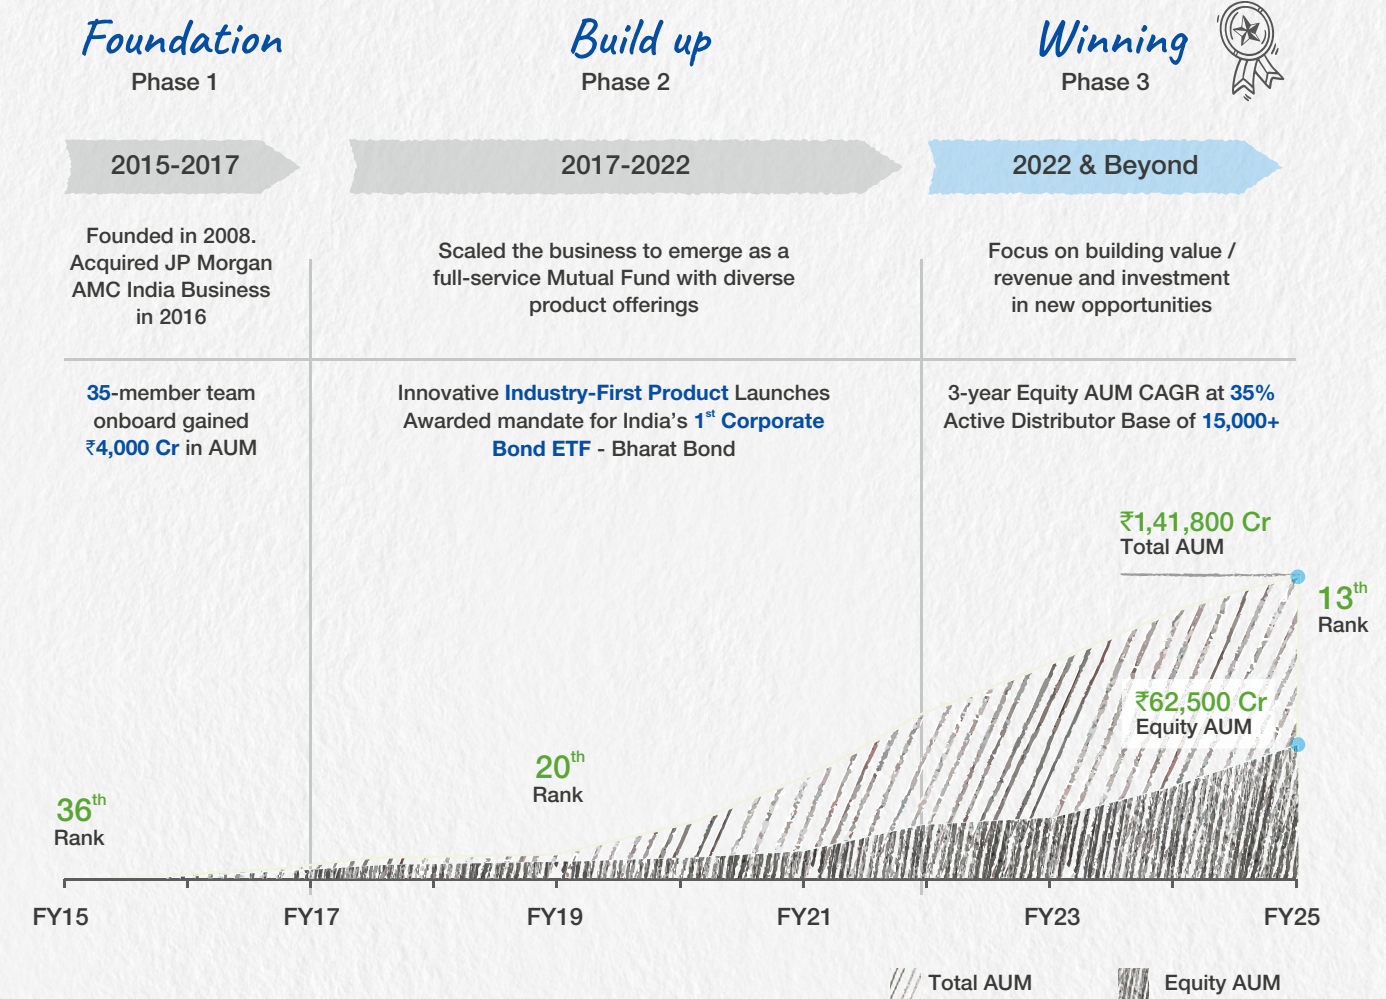 Foundation
Phase 1
Build up
Phase 2
Winning
Phase 3
2015-2017
2017-2022
2022 & Beyond
Founded in 2008.
Acquired JP Morgan
AMC India Business
in 2016
Scaled the business to emerge as a
full-service Mutual Fund with diverse
product offerings
Focus on building value /
revenue and investment
in new opportunities
35-member team
onboard gained
₹4,000 Cr in AUM
Innovative Industry-First Product Launches
Awarded mandate for India's 1st Corporate
Bond ETF - Bharat Bond
3-year Equity AUM CAGR at 35%
Active Distributor Base of 15,000+
₹1,41,800 Cr
Total AUM
13th
Rank
₹62,500 Cr
Equity AUM
20th
Rank
36th
Rank
FY15
FY17
FY19
FY21
FY23
FY25
Total AUM
Equity AUM